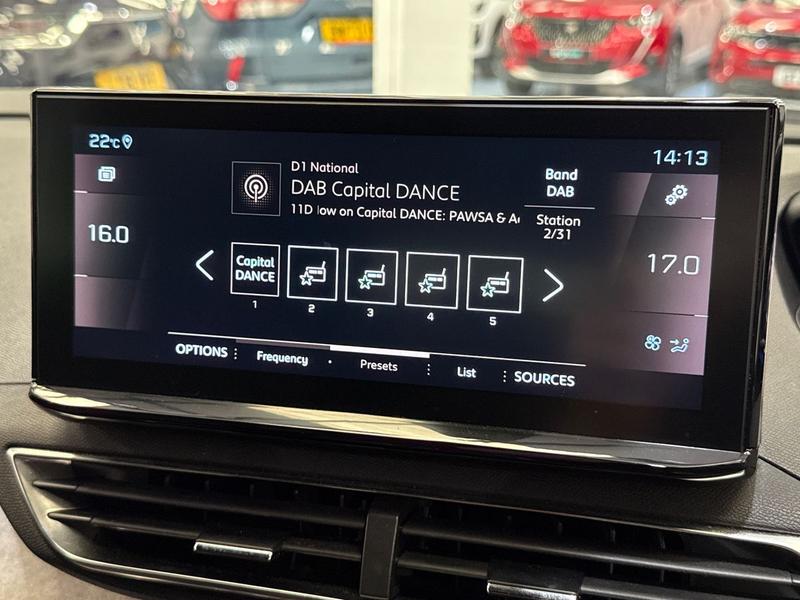 22°C
14:13
D1 National
DAB Capital DANCE
11D low on Capital DANCE: PAWSA & A
Band
DAB
Station
2/31
16.0
17.0
Capital
DANCE
1
2
3
4
5
OPTIONS
Frequency
Presets
List
SOURCES